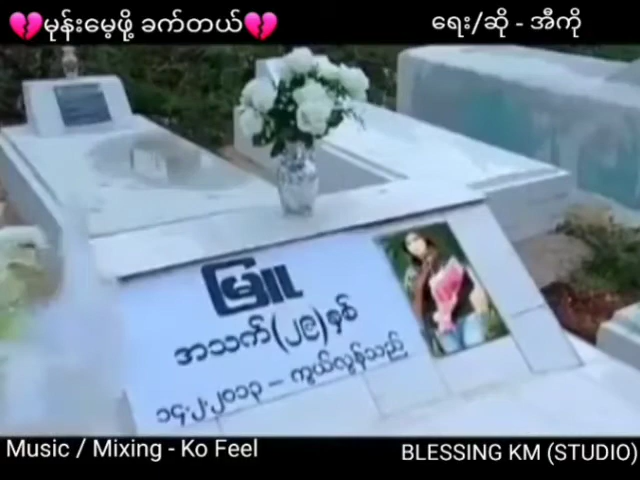 💔မုန်းမေ့ဖို့ ခက်တယ်💔
ရေး/ဆို - အီကို
မြူ
အသက်(၂၉)နှစ်
၁၄.၂.၂၀၁၃ – ကွယ်လွန်သည်
Music / Mixing - Ko Feel
BLESSING KM (STUDIO)